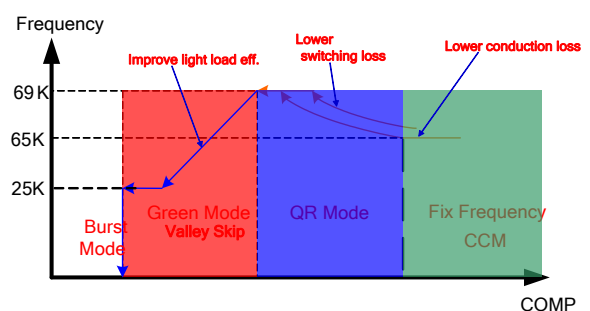 Frequency
Improve light load eff.
Lower
switching loss
Lower conduction loss
69 K
65K
25K
Burst
Mode
Green Mode
Valley Skip
QR Mode
Fix Frequency
CCM
COMP